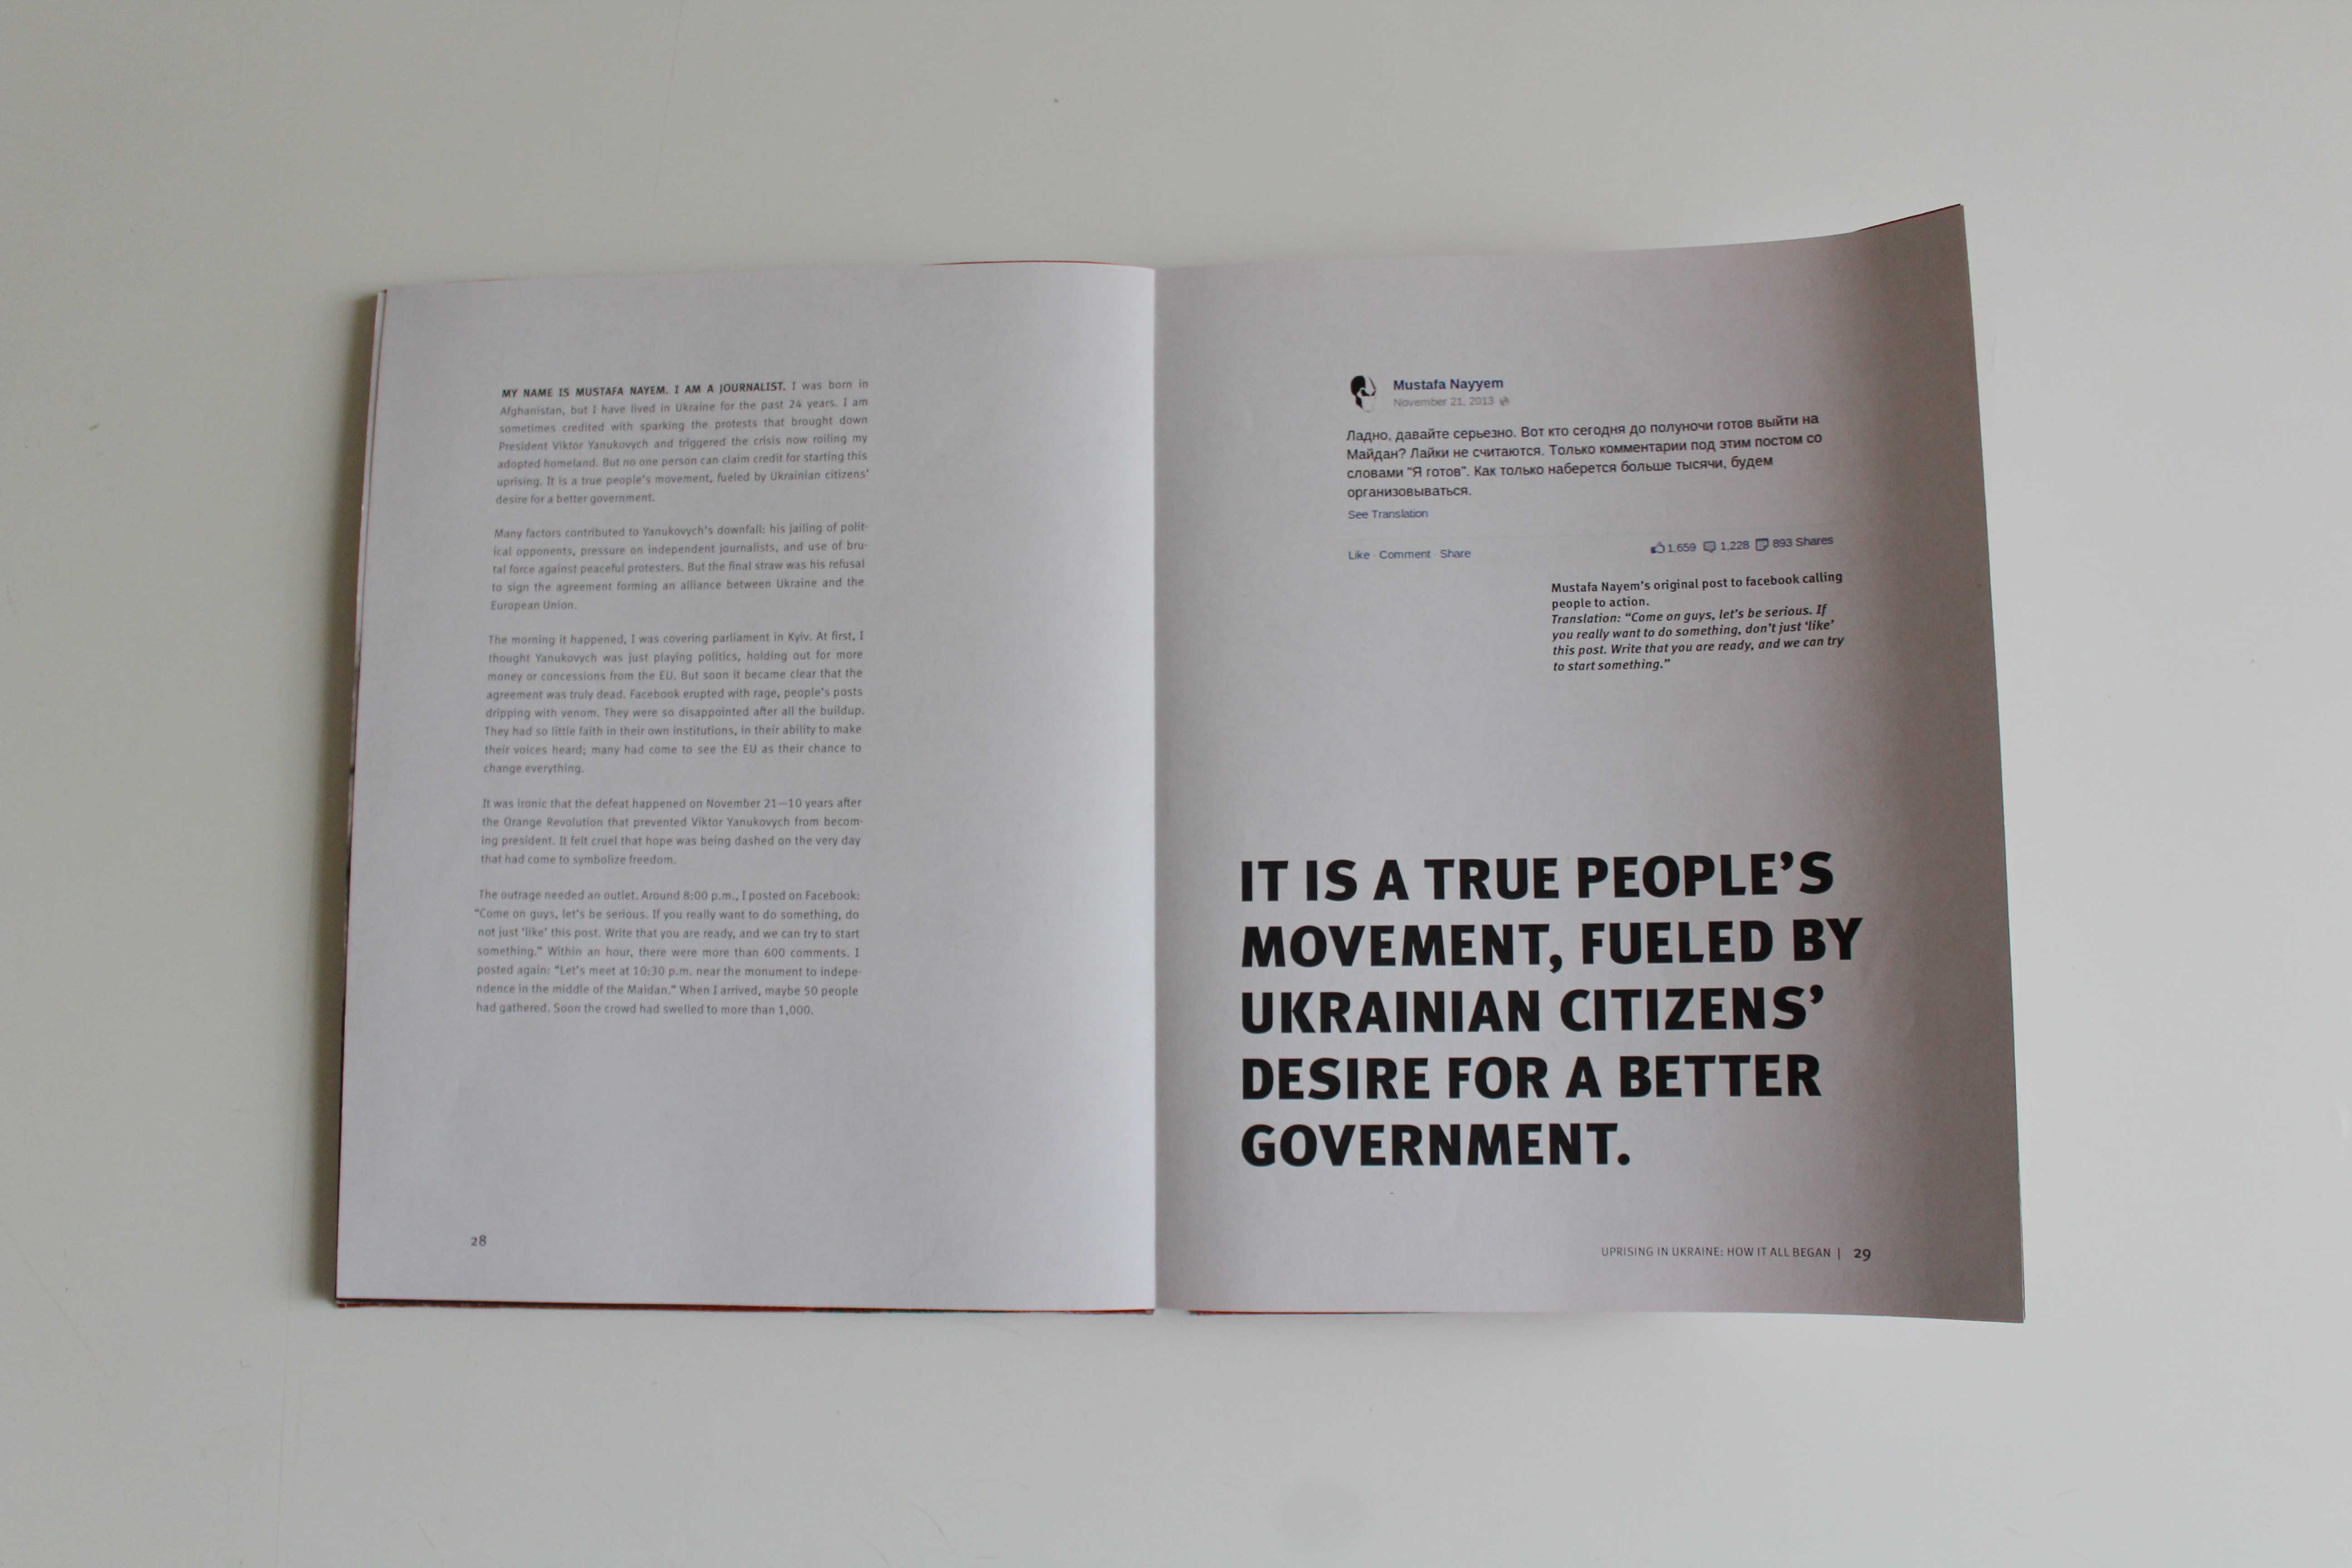 MY NAME IS MUSTAFA NAYEM. I AM A JOURNALIST. I was born in
Afghanistan, but I have lived in Ukraine for the past 24 years. I am
sometimes credited with sparking the protests that brought down
President Viktor Yanukovych and triggered the crisis now roiling my
adopted homeland. But no one person can claim credit for starting this
uprising. It is a true people's movement, fueled by Ukrainian citizens'
desire for a better government.
Many factors contributed to Yanukovych's downfall: his jailing of polit-
ical opponents, pressure on independent journalists, and use of bru-
tal force against peaceful protesters. But the final straw was his refusal
to sign the agreement forming an alliance between Ukraine and the
European Union.
The morning it happened, I was covering parliament in Kyiv. At first, I
thought Yanukovych was just playing politics, holding out for more
money or concessions from the EU. But soon it became clear that the
agreement was truly dead. Facebook erupted with rage, people's posts
dripping with venom. They were so disappointed after all the buildup.
They had so little faith in their own institutions, in their ability to make
their voices heard; many had come to see the EU as their chance to
change everything.
It was ironic that the defeat happened on November 21—10 years after
the Orange Revolution that prevented Viktor Yanukovych from becom-
ing president. It felt cruel that hope was being dashed on the very day
that had come to symbolize freedom.
The outrage needed an outlet. Around 8:00 p.m., I posted on Facebook:
"Come on guys, let's be serious. If you really want to do something, do
not just 'like' this post. Write that you are ready, and we can try to start
something." Within an hour, there were more than 600 comments. I
posted again: "Let's meet at 10:30 p.m. near the monument to indepe-
ndence in the middle of the Maidan." When I arrived, maybe 50 people
had gathered. Soon the crowd had swelled to more than 1,000.
28
Mustafa Nayyem
November 21, 2013
Ладно, давайте серьезно. Вот кто сегодня до полуночи готов выйти на
Майдан? Лайки не считаются. Только комментарии под этим постом со
словами "Я готов". Как только наберется больше тысячи, будем
организовываться.
See Translation
Like · Comment · Share 1,659 1,228 893 Shares
Mustafa Nayem's original post to facebook calling
people to action.
Translation: "Come on guys, let's be serious. If
you really want to do something, don't just 'like'
this post. Write that you are ready, and we can try
to start something."
IT IS A TRUE PEOPLE'S
MOVEMENT, FUELED BY
UKRAINIAN CITIZENS'
DESIRE FOR A BETTER
GOVERNMENT.
UPRISING IN UKRAINE: HOW IT ALL BEGAN | 29